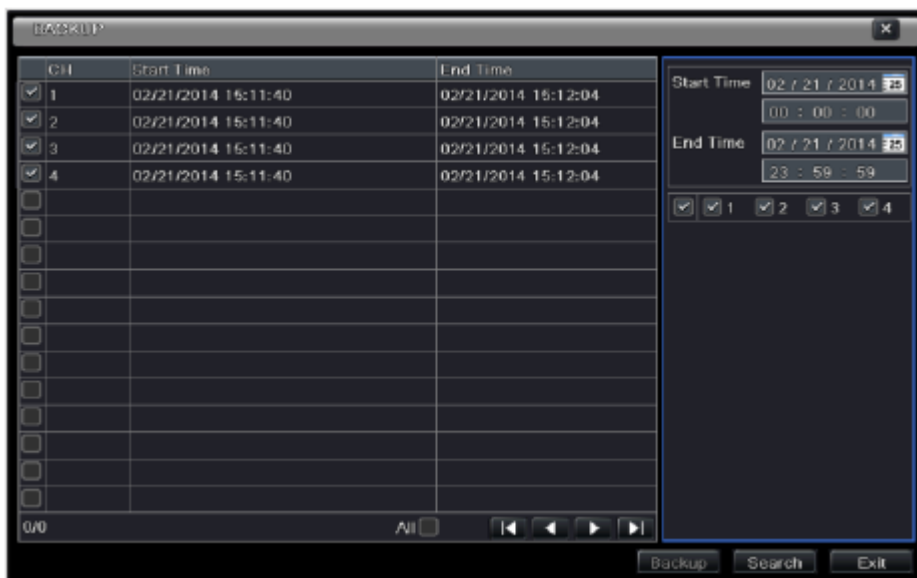 BACKUP
CH Start Time End Time
1 02/21/2014 15:11:40 02/21/2014 15:12:04
2 02/21/2014 15:11:40 02/21/2014 15:12:04
3 02/21/2014 15:11:40 02/21/2014 15:12:04
4 02/21/2014 15:11:40 02/21/2014 15:12:04
0/0 All
Start Time 02 / 21 / 2014 25
00 : 00 : 00
End Time 02 / 21 / 2014 25
23 : 59 : 59
1 2 3 4
Backup Search Exit